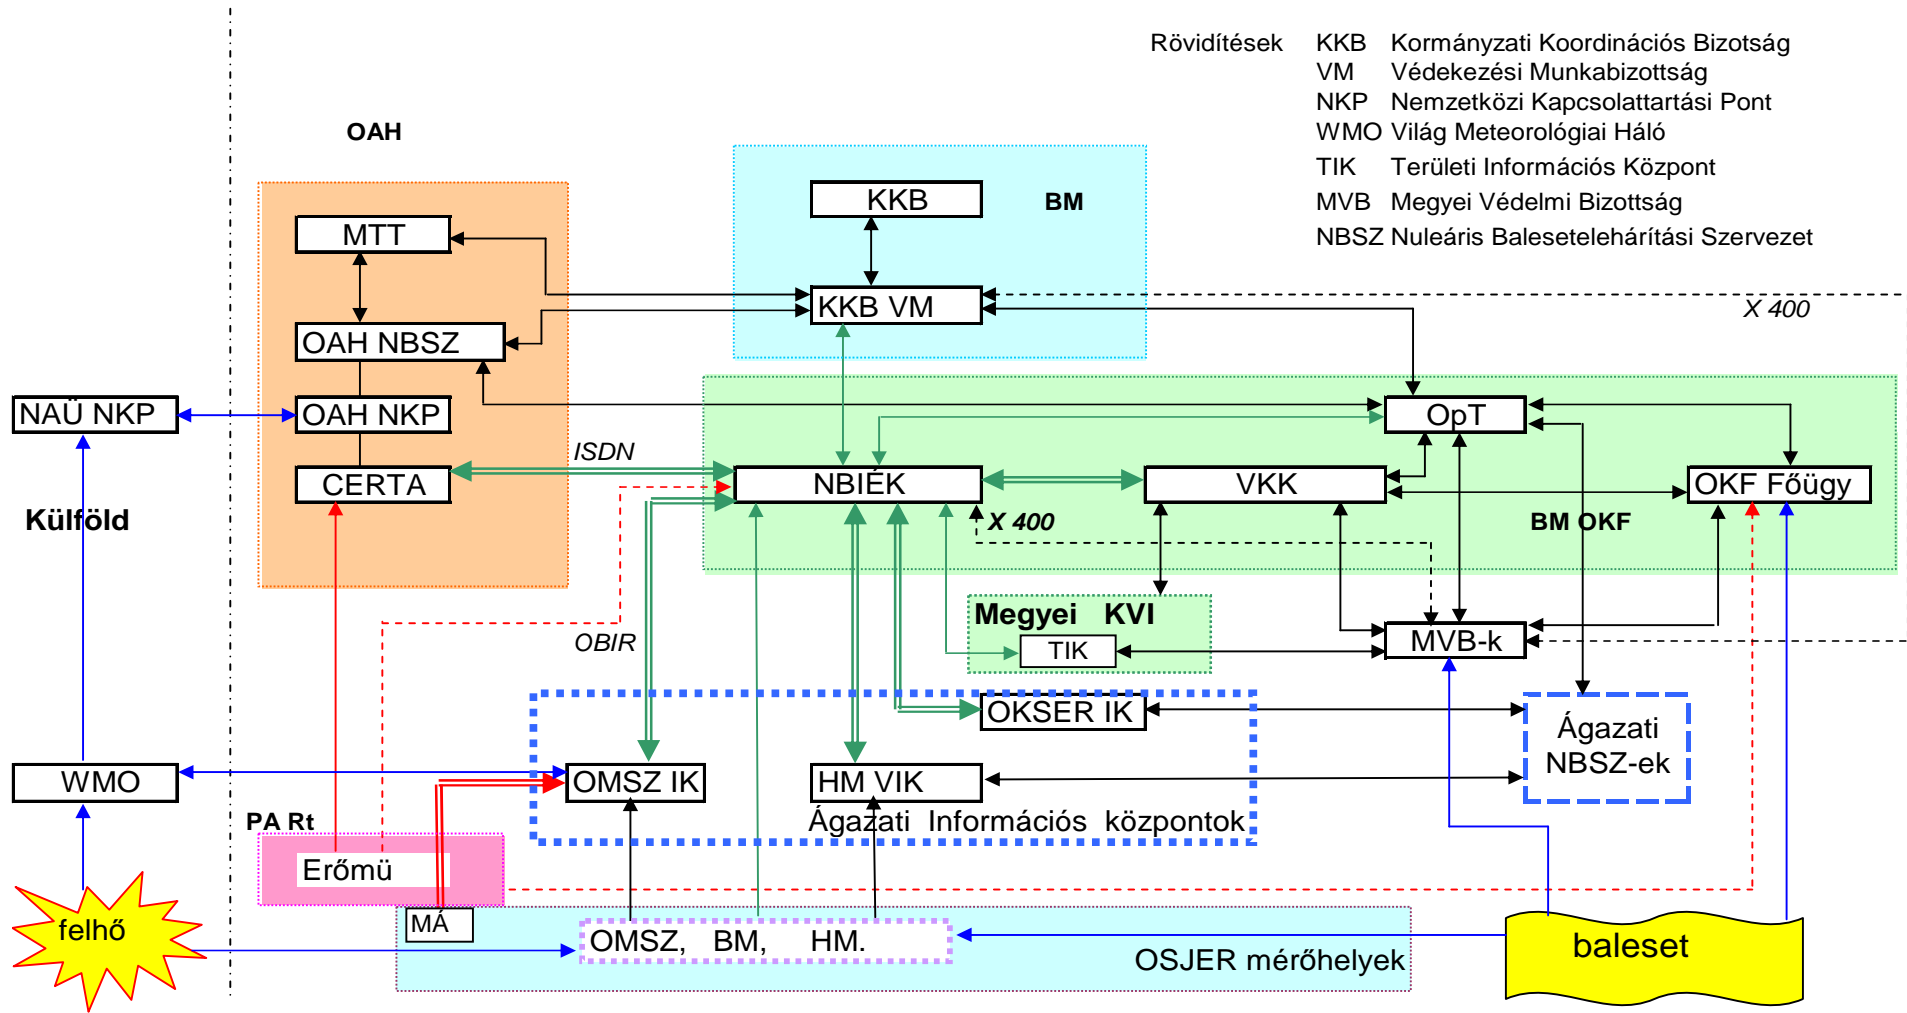 Rövidítések KKB Kormányzati Koordinációs Bizotság
VM Védekezési Munkabizottság
NKP Nemzetközi Kapcsolattartási Pont
WMO Világ Meteorológiai Háló
TIK Területi Információs Központ
MVB Megyei Védelmi Bizottság
NBSZ Nuleáris Baleseteleháritási Szervezet
OAH
BM
KKB
MTT
KKB VM
X 400
OAH NBSZ
NAÜ NKP
OAH NKP
OpT
ISDN
CERTA
NBIÉK
VKK
OKF Főügy
Külföld
X 400
BM OKF
Megyei KVI
OBIR
TIK
MVB-k
OKSER IK
Ágazati
NBSZ-ek
WMO
OMSZ IK
HM VIK
Ágazati Információs központok
PA Rt
Erőmü
MÁ
felhő
OMSZ, BM, HM.
OSJER mérőhelyek
baleset